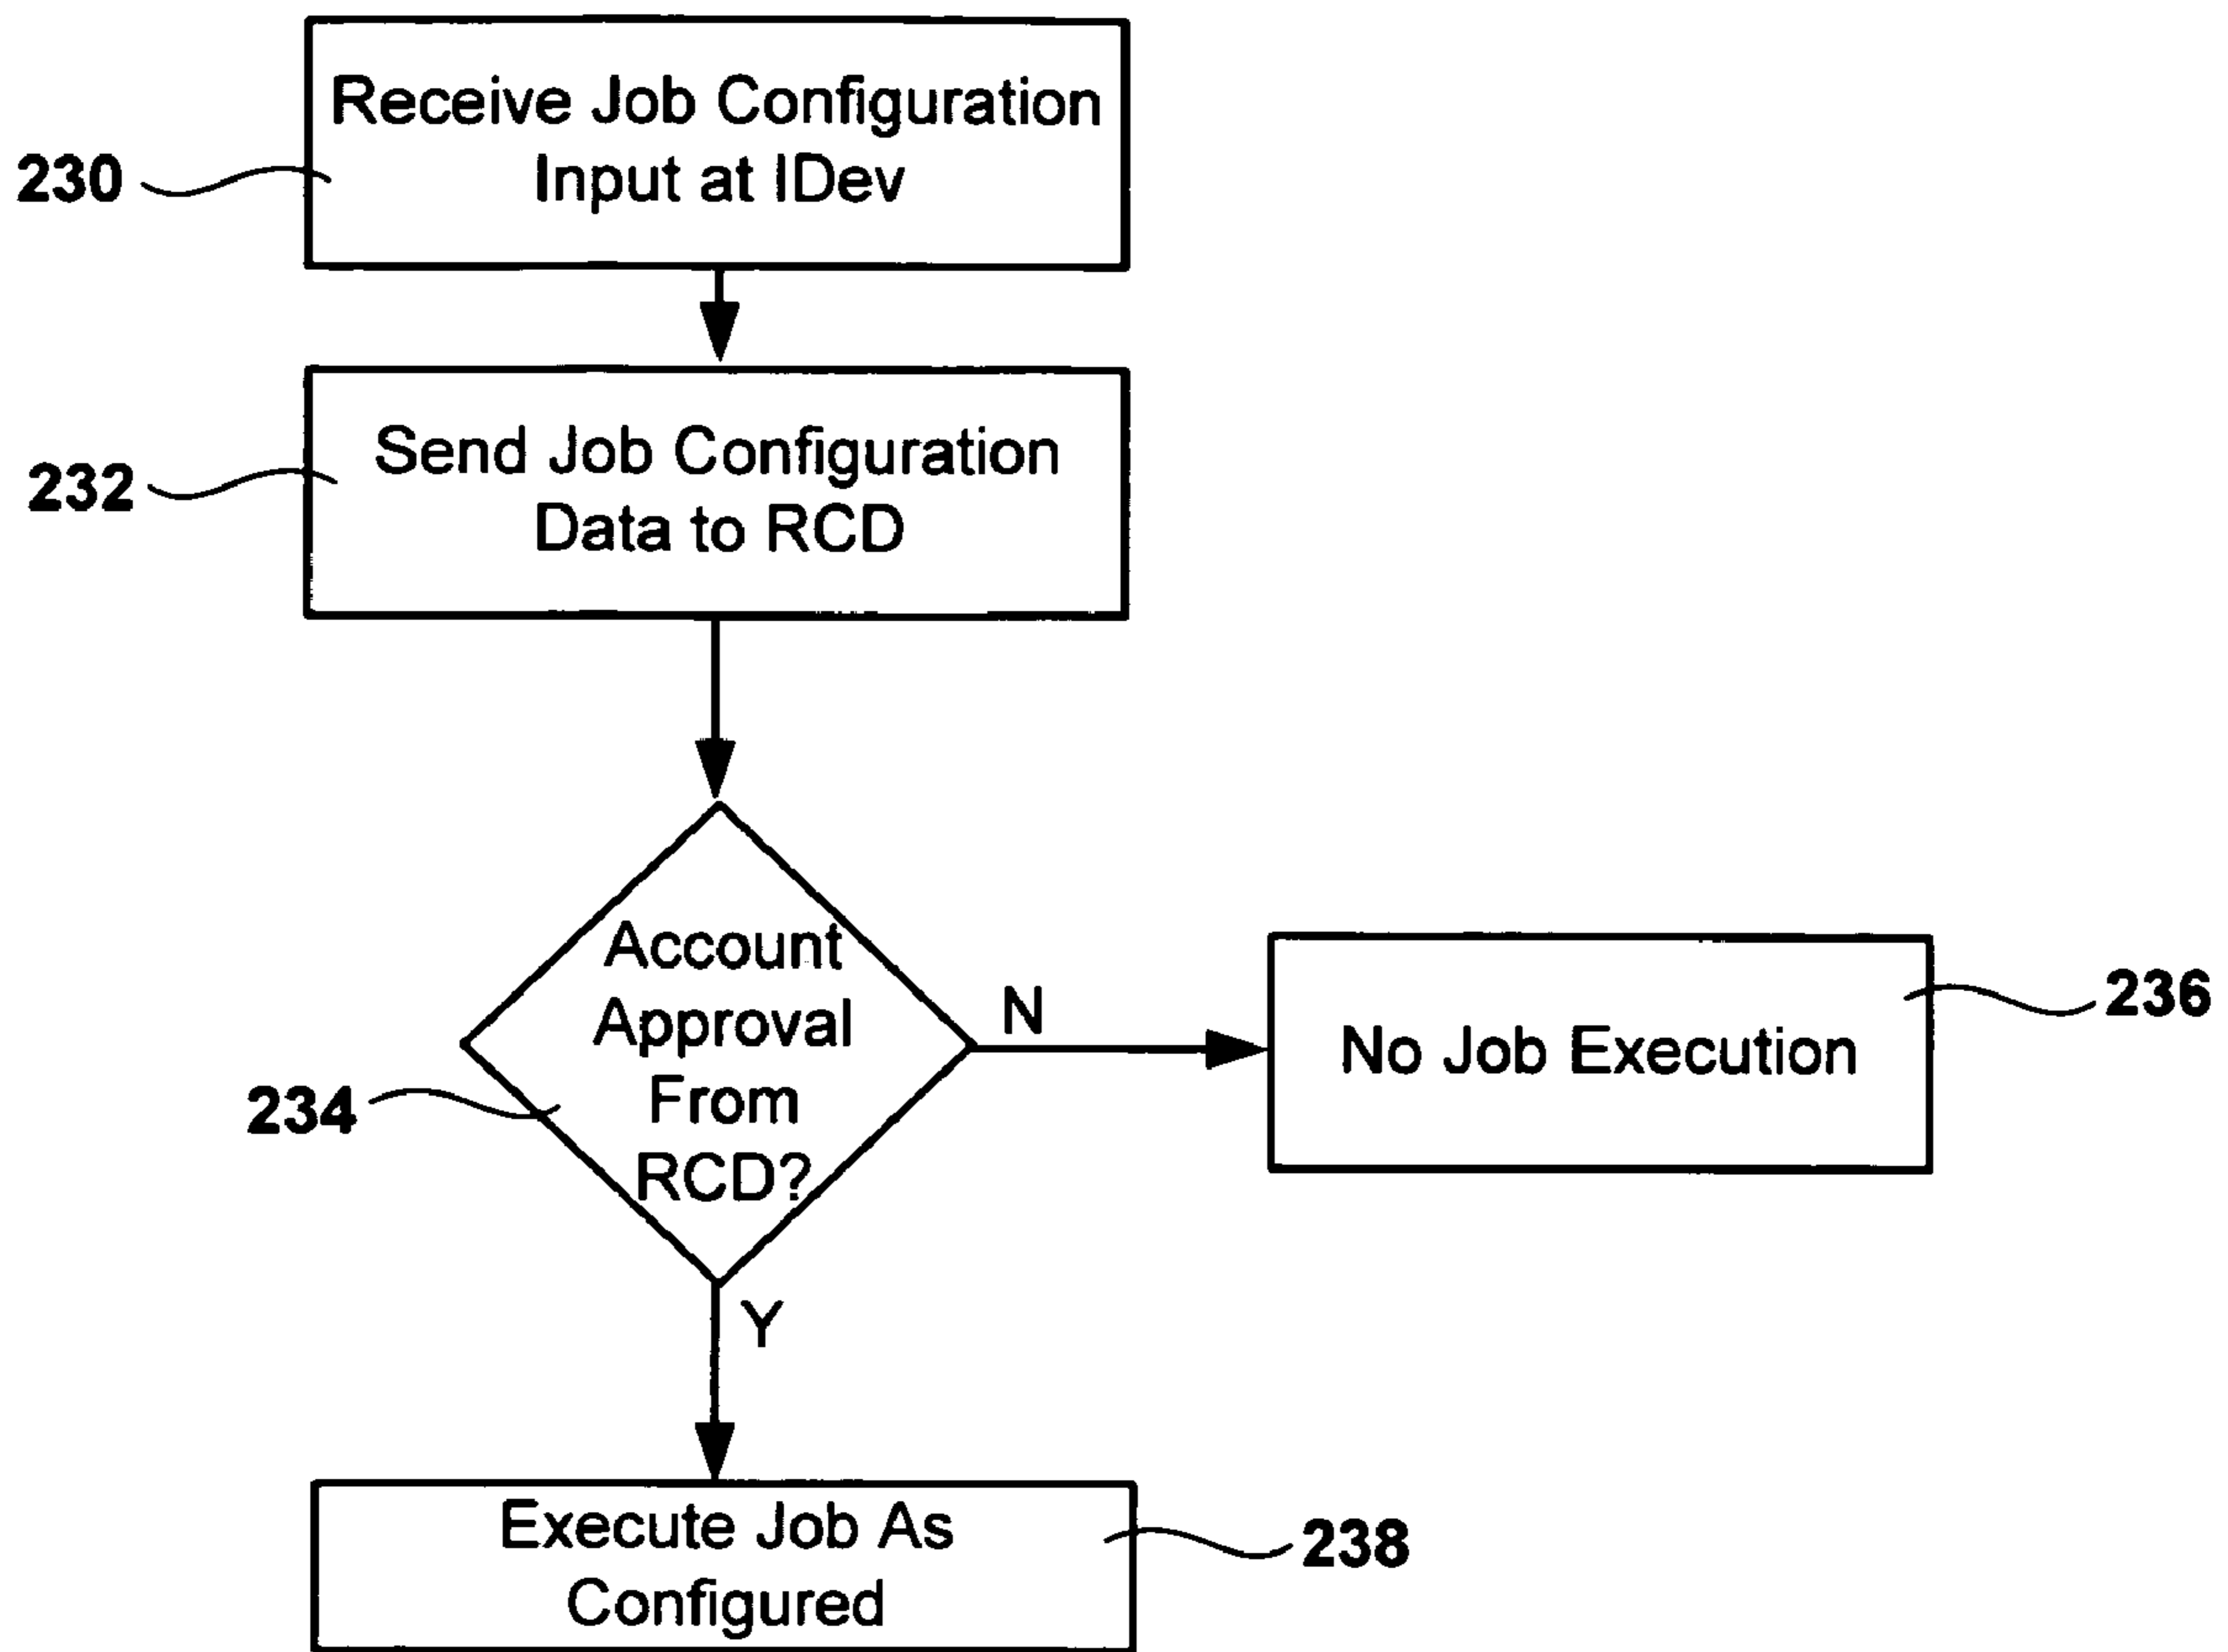 Receive Job Configuration
Input at IDev
230
Send Job Configuration
Data to RCD
232
Account
Approval
From
RCD?
234
N
No Job Execution
236
Y
Execute Job As
Configured
238